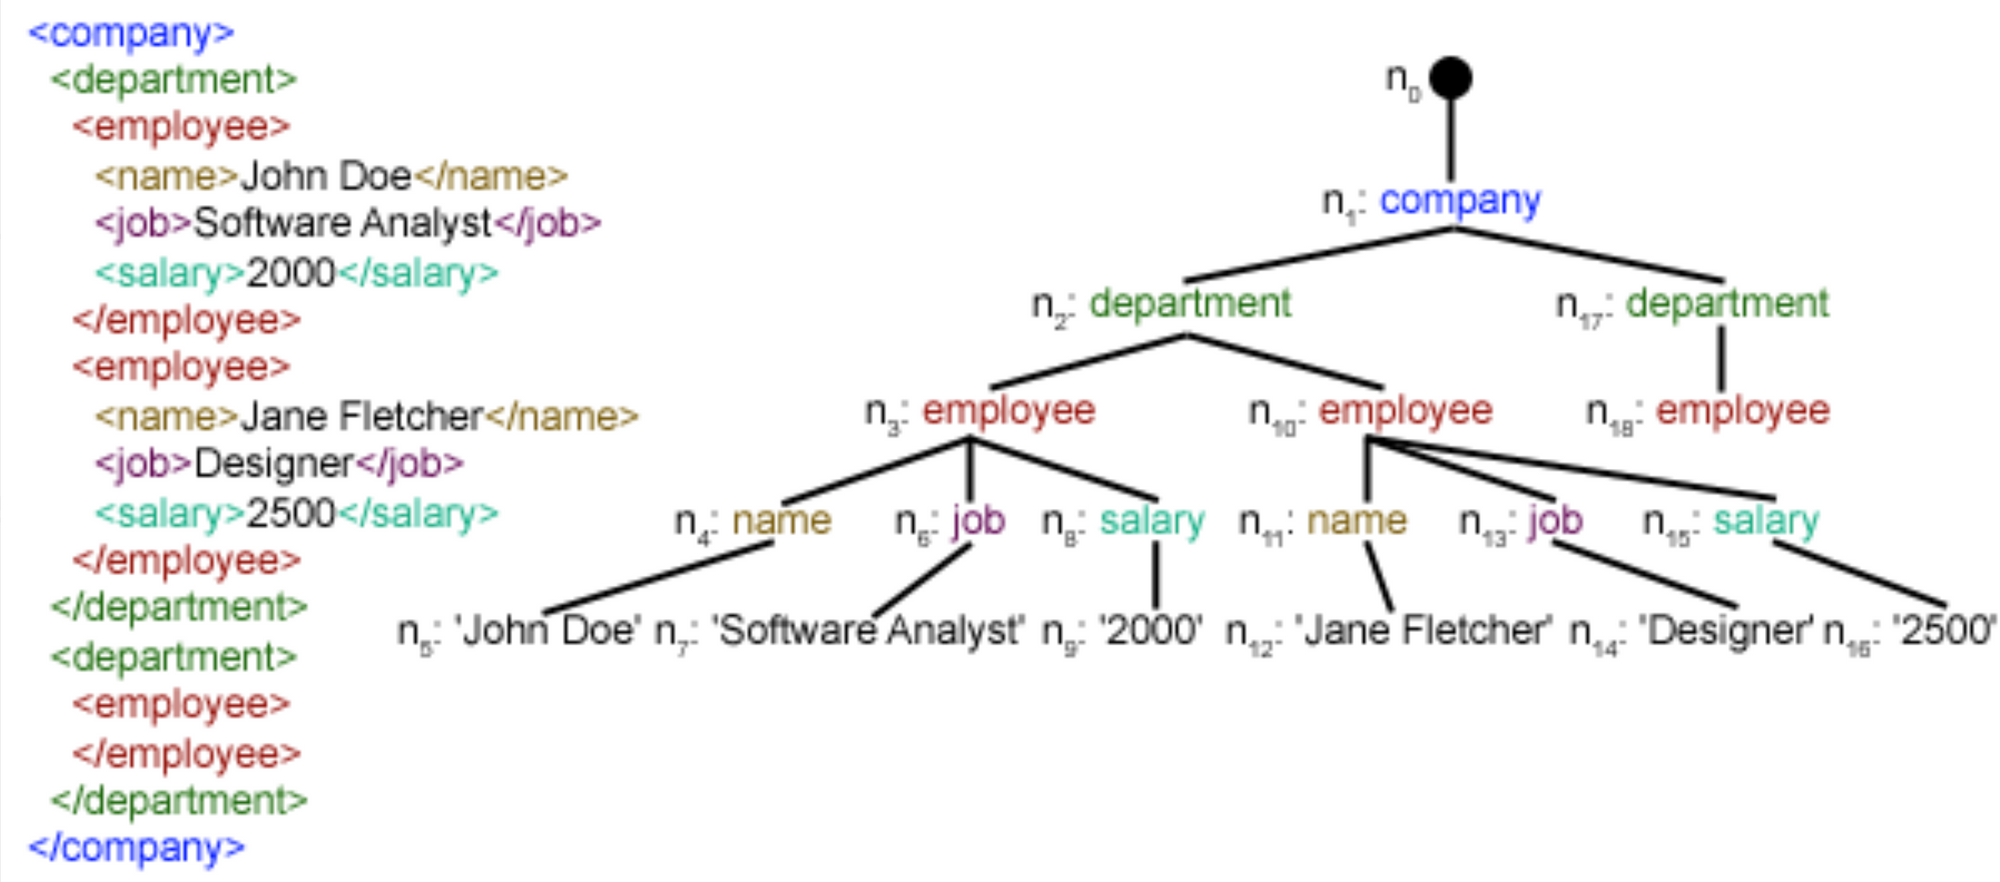 <company>
<department>
<employee>
<name>John Doe</name>
<job>Software Analyst</job>
<salary>2000</salary>
</employee>
<employee>
<name>Jane Fletcher</name>
<job>Designer</job>
<salary>2500</salary>
</employee>
</department>
<department>
<employee>
</employee>
</department>
</company>
n0
n1: company
n2: department n17: department
n3: employee n10: employee n18: employee
n4: name n6: job n8: salary n11: name n13: job n15: salary
n5: 'John Doe' n7: 'Software Analyst' n9: '2000' n12: 'Jane Fletcher' n14: 'Designer' n16: '2500'